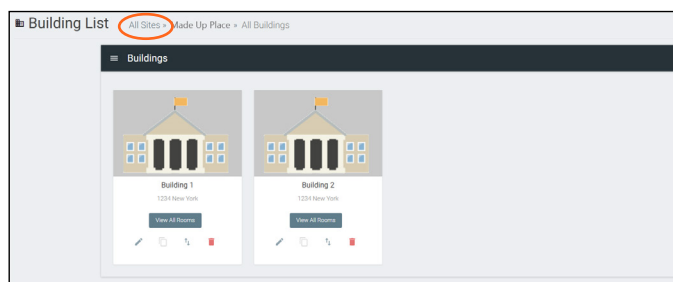 Building List All Sites » Made Up Place » All Buildings
Buildings
Building 1 Building 2
1234 New York 1234 New York
View All Rooms View All Rooms